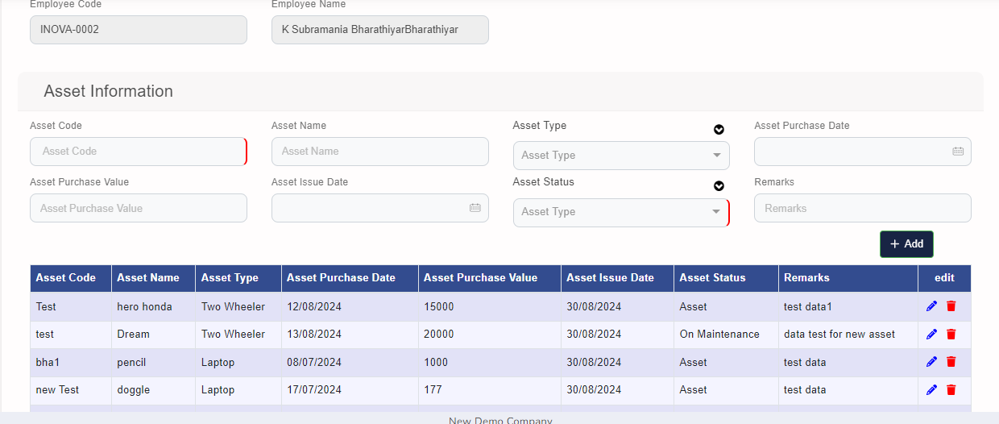 Employee Code Employee Name
INOVA-0002 K Subramania BharathiyarBharathiyar
Asset Information
Asset Code Asset Name Asset Type Asset Purchase Date
Asset Code Asset Name Asset Type
Asset Purchase Value Asset Issue Date Asset Status Remarks
Asset Purchase Value Asset Type Remarks
+ Add
Asset Code Asset Name Asset Type Asset Purchase Date Asset Purchase Value Asset Issue Date Asset Status Remarks edit
Test hero honda Two Wheeler 12/08/2024 15000 30/08/2024 Asset test data1
test Dream Two Wheeler 13/08/2024 20000 30/08/2024 On Maintenance data test for new asset
bha1 pencil Laptop 08/07/2024 1000 30/08/2024 Asset test data
new Test doggle Laptop 17/07/2024 177 30/08/2024 Asset test data
New Demo Company